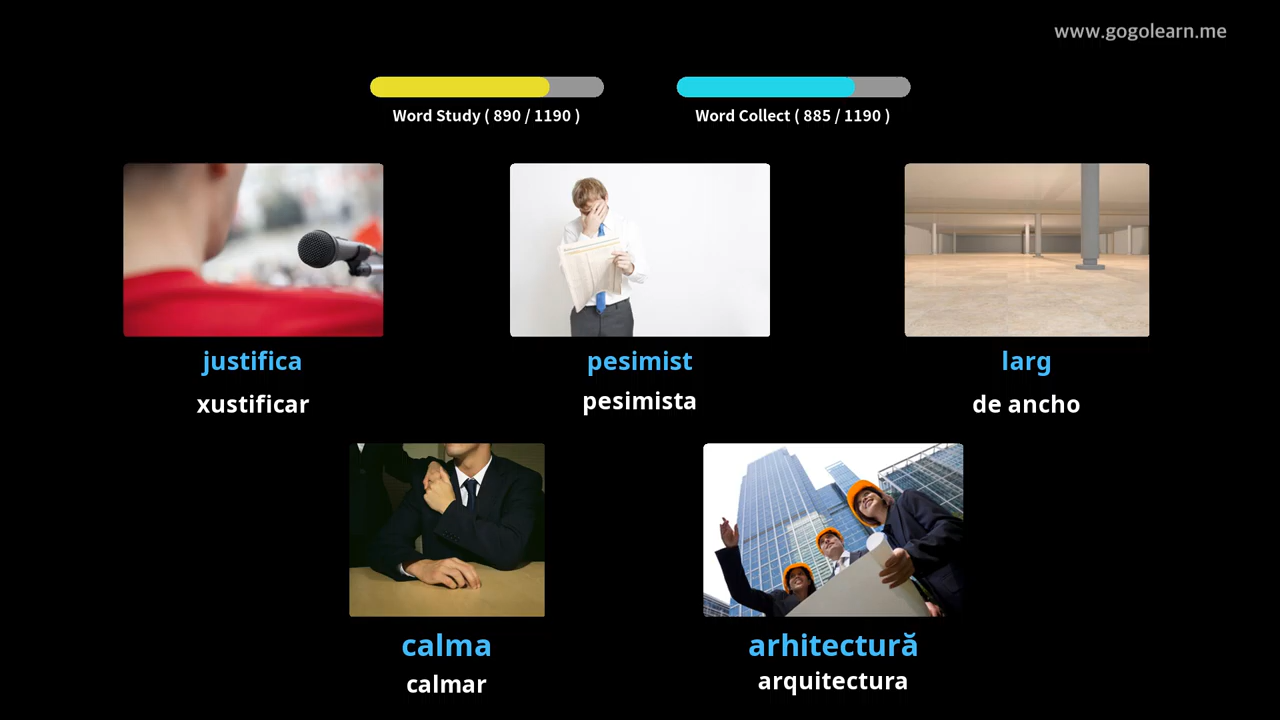 www.gogolearn.me
Word Study ( 890 / 1190 )
Word Collect ( 885 / 1190 )
justifica
xustificar
pesimist
pesimista
larg
de ancho
calma
calmar
arhitectură
arquitectura